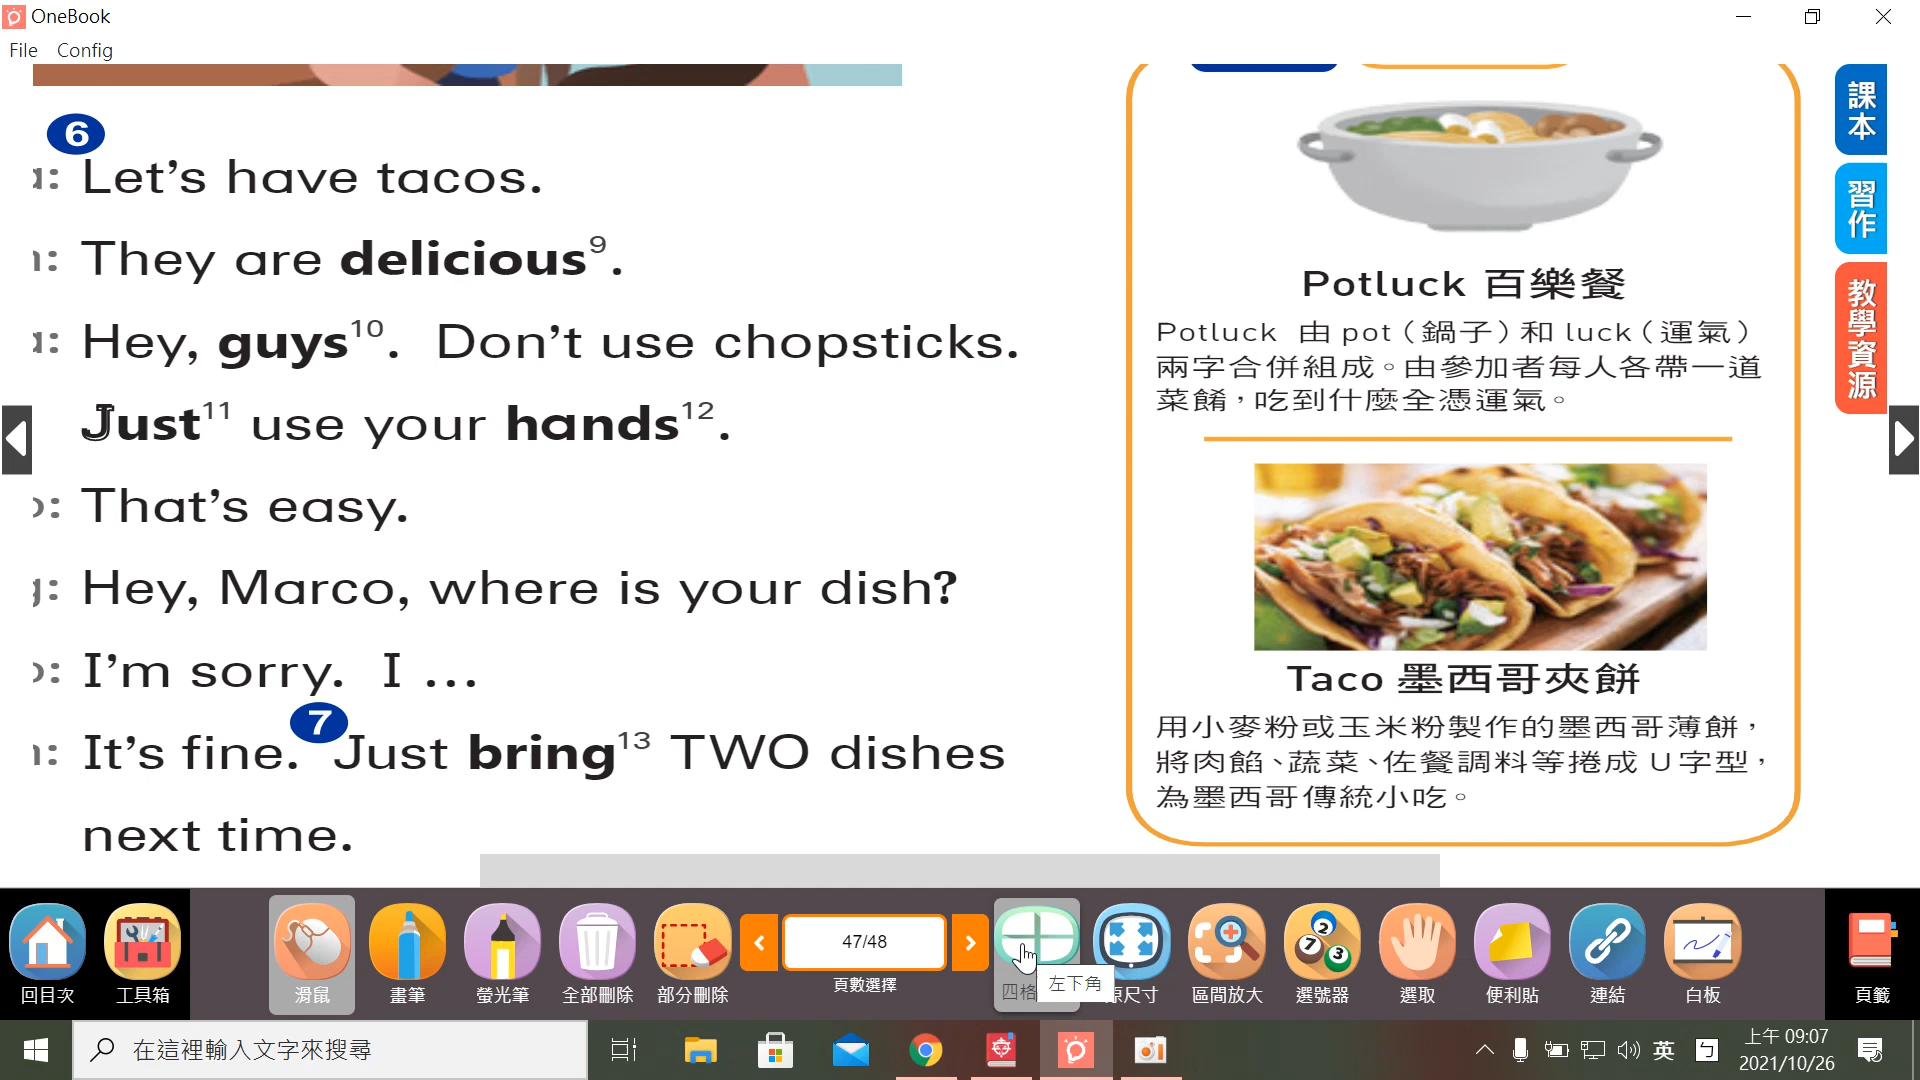 OneBook
File Config
6
Let's have tacos.
They are delicious9.
Hey, guys10. Don't use chopsticks.
Just11 use your hands12.
That's easy.
Hey, Marco, where is your dish?
I'm sorry. I ...
7
It's fine. Just bring13 TWO dishes
next time.
Potluck 百樂餐
Potluck 由 pot（鍋子）和 luck（運氣）
兩字合併組成。由參加者每人各帶一道
菜餚，吃到什麼全憑運氣。
Taco 墨西哥夾餅
用小麥粉或玉米粉製作的墨西哥薄餅，
將肉餡、蔬菜、佐餐調料等捲成 U 字型，
為墨西哥傳統小吃。
課本
習作
教學資源
回目次
工具箱
滑鼠
畫筆
螢光筆
全部刪除
部分刪除
47/48
頁數選擇
四格
左下角
原尺寸
區間放大
2
7
3
選號器
選取
便利貼
連結
白板
頁籤
在這裡輸入文字來搜尋
英
ㄅ
上午 09:07
2021/10/26